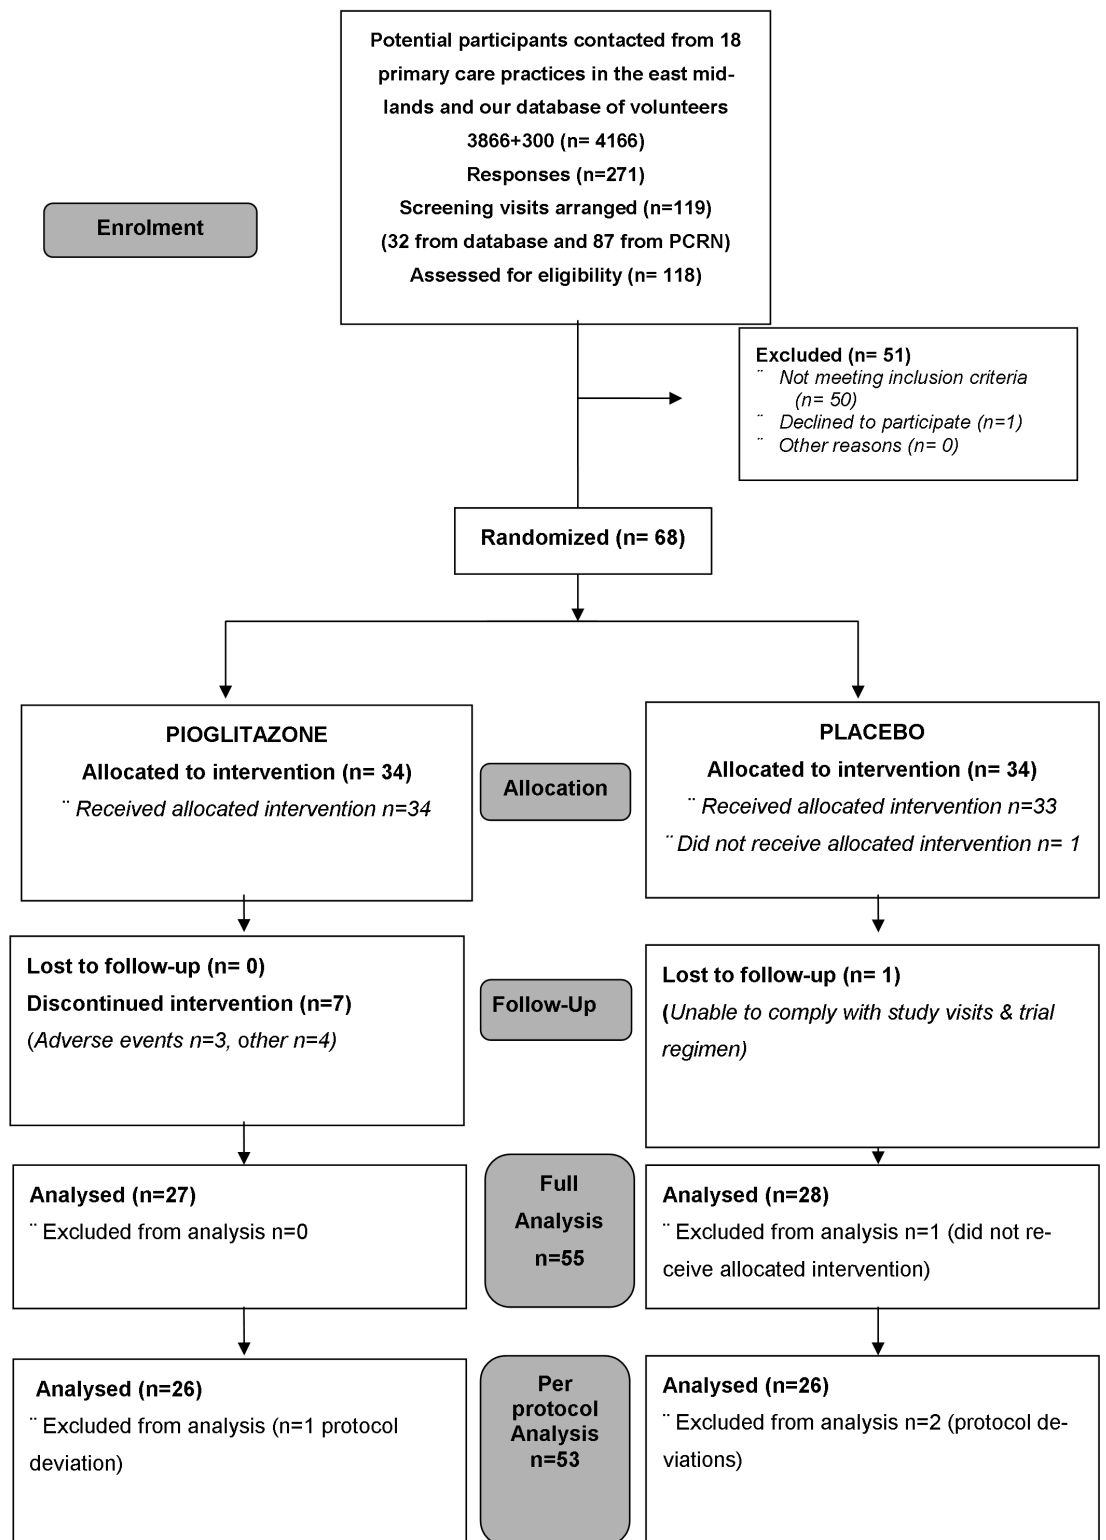 Potential participants contacted from 18
primary care practices in the east mid-
lands and our database of volunteers
3866+300 (n= 4166)
Responses (n=271)
Screening visits arranged (n=119)
(32 from database and 87 from PCRN)
Assessed for eligibility (n= 118)
Enrolment
Excluded (n= 51)
¨ Not meeting inclusion criteria
(n= 50)
¨ Declined to participate (n=1)
¨ Other reasons (n= 0)
Randomized (n= 68)
PIOGLITAZONE
Allocated to intervention (n= 34)
¨ Received allocated intervention n=34
Allocation
PLACEBO
Allocated to intervention (n= 34)
¨ Received allocated intervention n=33
¨ Did not receive allocated intervention n= 1
Lost to follow-up (n= 0)
Discontinued intervention (n=7)
(Adverse events n=3, other n=4)
Follow-Up
Lost to follow-up (n= 1)
(Unable to comply with study visits & trial
regimen)
Analysed (n=27)
¨ Excluded from analysis n=0
Full
Analysis
n=55
Analysed (n=28)
¨ Excluded from analysis n=1 (did not re-
ceive allocated intervention)
Analysed (n=26)
¨ Excluded from analysis (n=1 protocol
deviation)
Per
protocol
Analysis
n=53
Analysed (n=26)
¨ Excluded from analysis n=2 (protocol de-
viations)